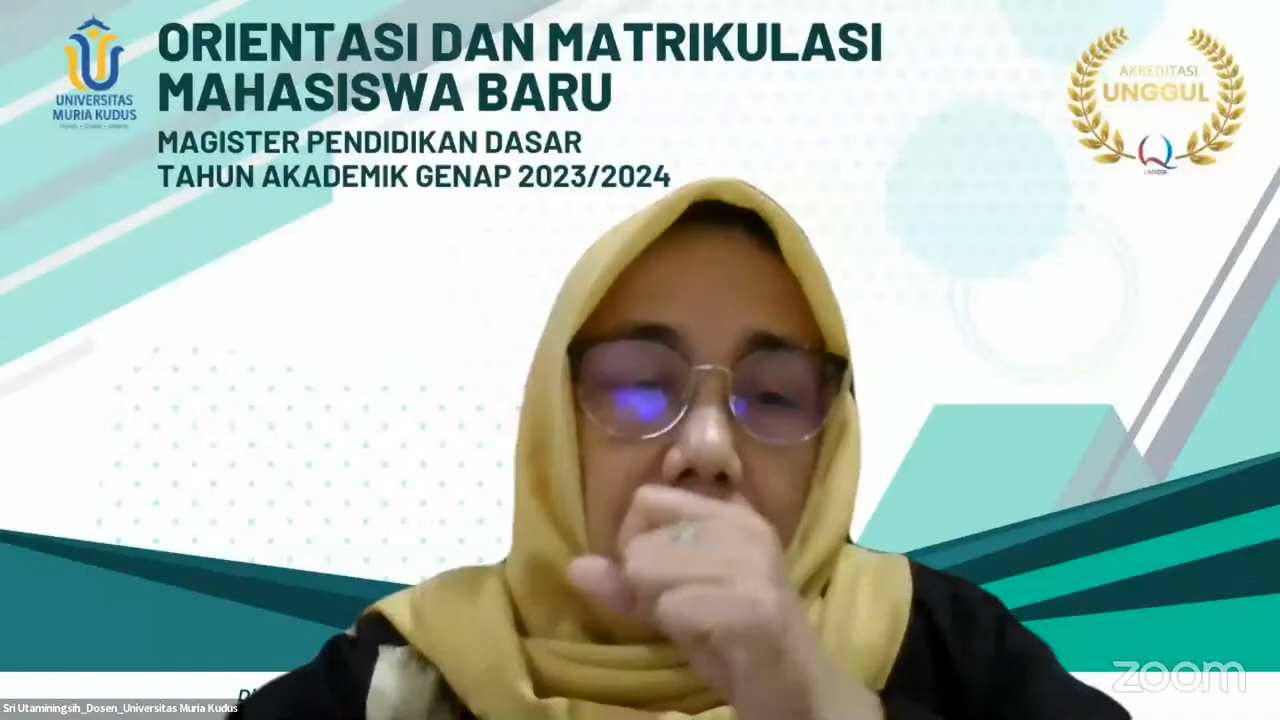 ORIENTASI DAN MATRIKULASI
MAHASISWA BARU
MAGISTER PENDIDIKAN DASAR
TAHUN AKADEMIK GENAP 2023/2024
UNIVERSITAS
MURIA KUDUS
AKREDITASI
UNGGUL
zoom
Sri Utaminingsih_Dosen_Universitas Muria Kudus